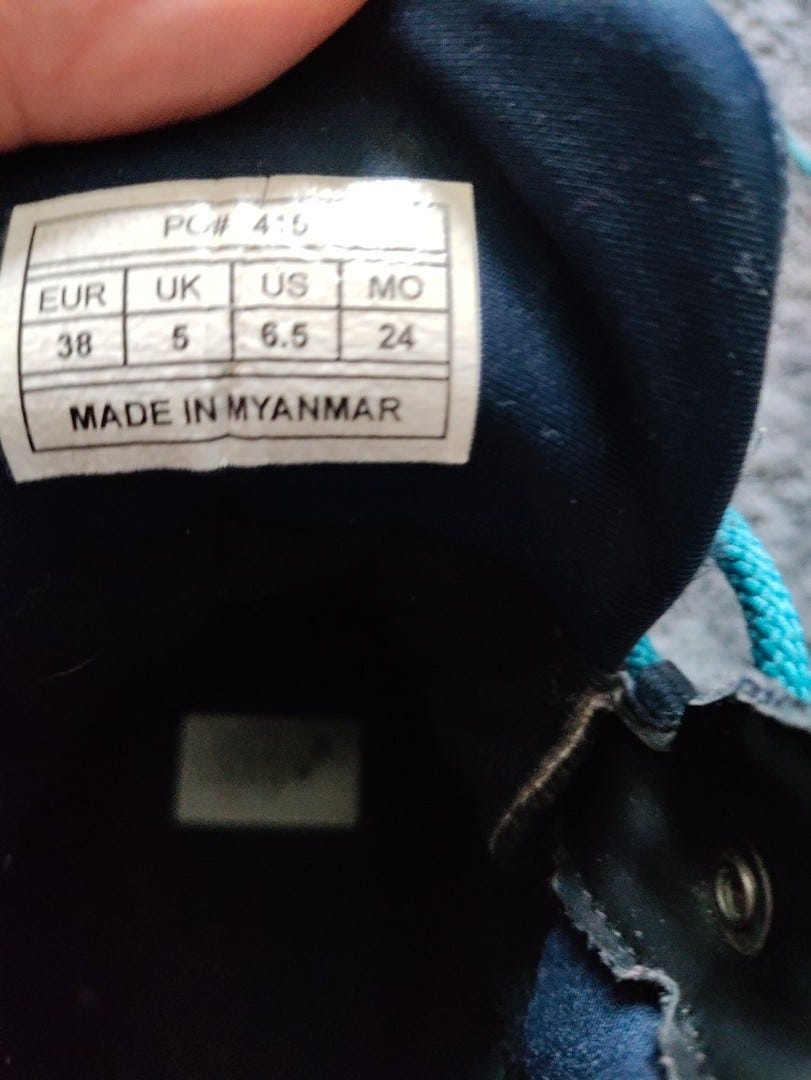 PO# 415
EUR UK US MO
38 5 6.5 24
MADE IN MYANMAR